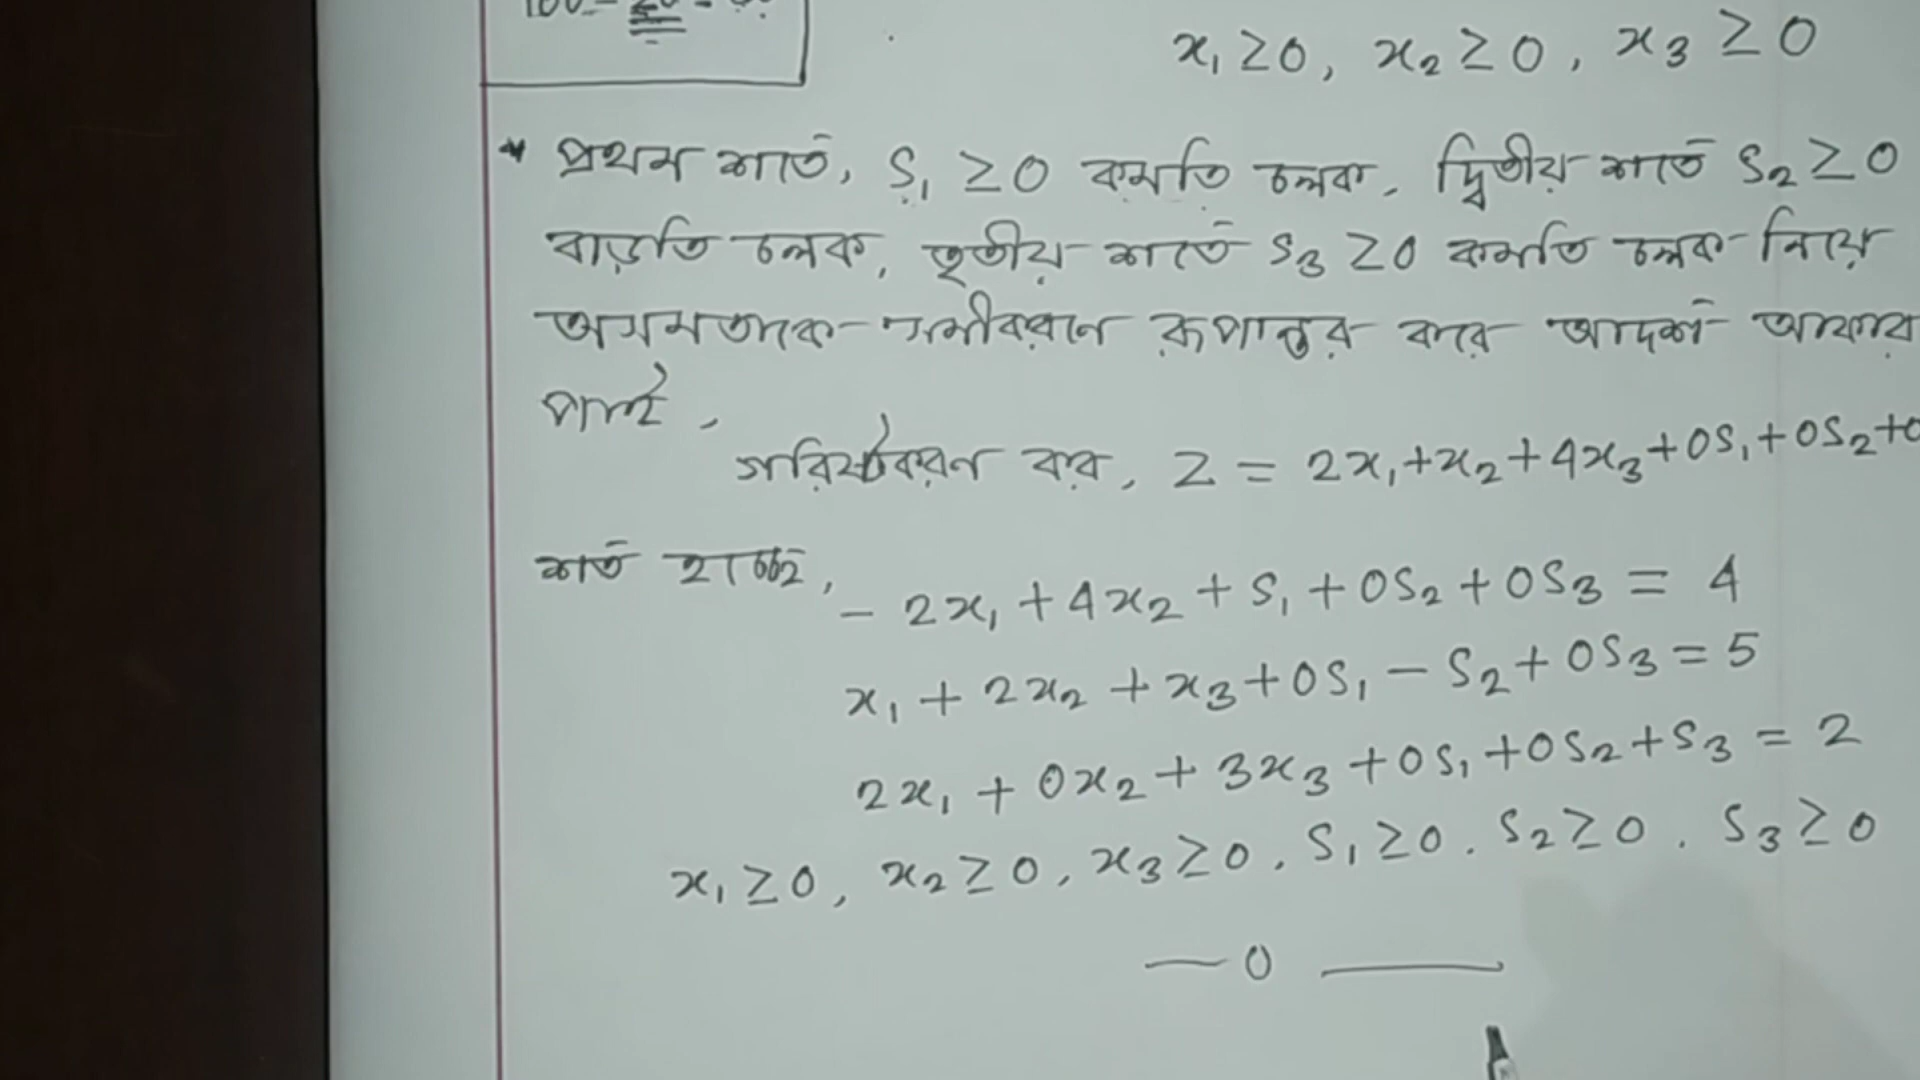 x₁ ≥ 0, x₂ ≥ 0, x₃ ≥ 0
* প্রথম শর্তে, S₁ ≥ 0 কমতি চলক, দ্বিতীয় শর্তে S₂ ≥ 0
বাড়তি চলক, তৃতীয় শর্তে S₃ ≥ 0 কমতি চলক নিয়ে
অসমতাকে সমীকরণে রূপান্তর করে আদর্শ আকার
পাই,
গরিষ্ঠকরণ কর, Z = 2x₁+x₂+4x₃+0S₁+0S₂+0
শর্ত হচ্ছে,
- 2x₁ + 4x₂ + S₁ + 0S₂ + 0S₃ = 4
x₁ + 2x₂ + x₃ + 0S₁ - S₂ + 0S₃ = 5
2x₁ + 0x₂ + 3x₃ + 0S₁ + 0S₂ + S₃ = 2
x₁ ≥ 0, x₂ ≥ 0, x₃ ≥ 0, S₁ ≥ 0, S₂ ≥ 0, S₃ ≥ 0
— 0 —